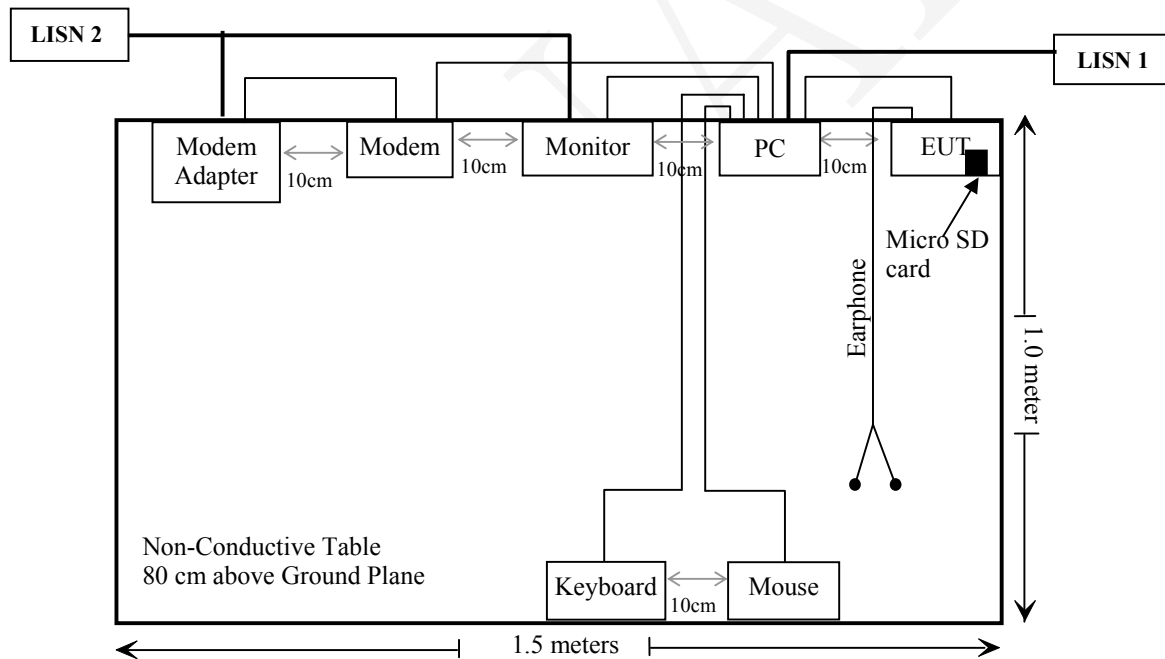 LISN 2
LISN 1
Modem
Adapter
Modem
Monitor
PC
EUT
10cm
10cm
10cm
10cm
Micro SD
card
Earphone
1.0 meter
Non-Conductive Table
80 cm above Ground Plane
Keyboard
Mouse
10cm
1.5 meters